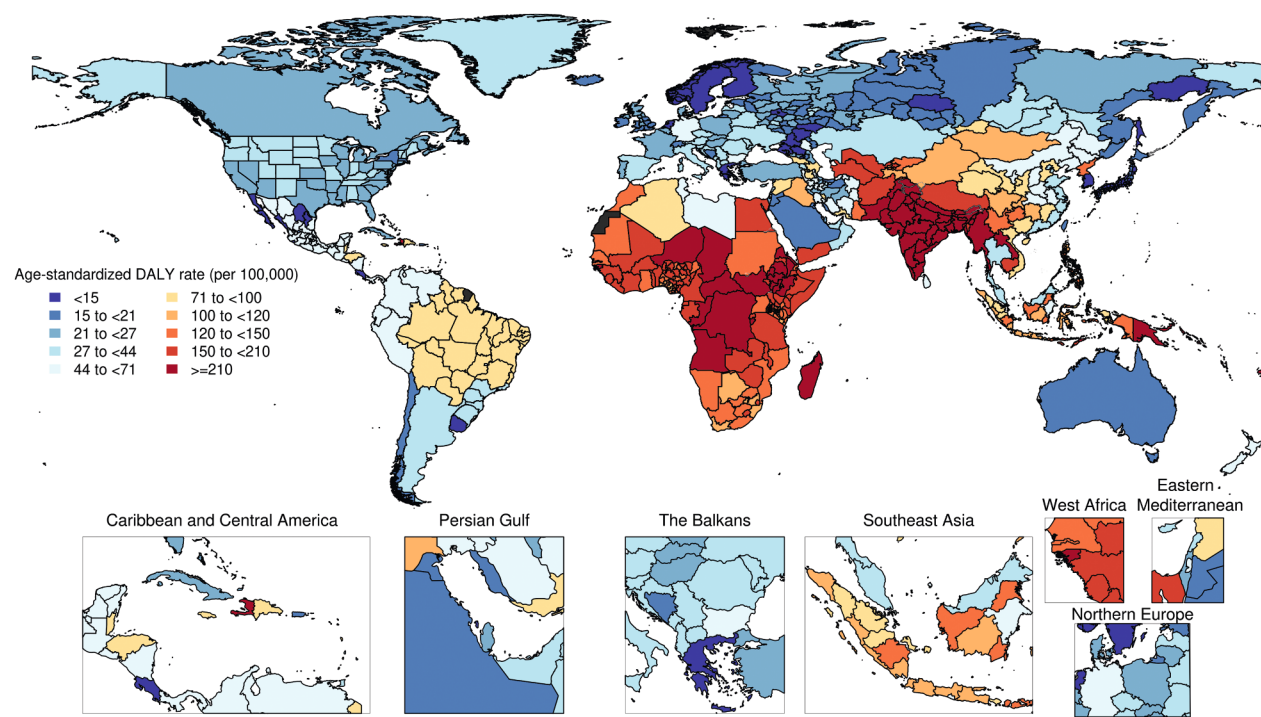 Age-standardized DALY rate (per 100,000)
<15
15 to <21
21 to <27
27 to <44
44 to <71
71 to <100
100 to <120
120 to <150
150 to <210
>=210
Caribbean and Central America
Persian Gulf
The Balkans
Southeast Asia
West Africa
Eastern
Mediterranean
Northern Europe